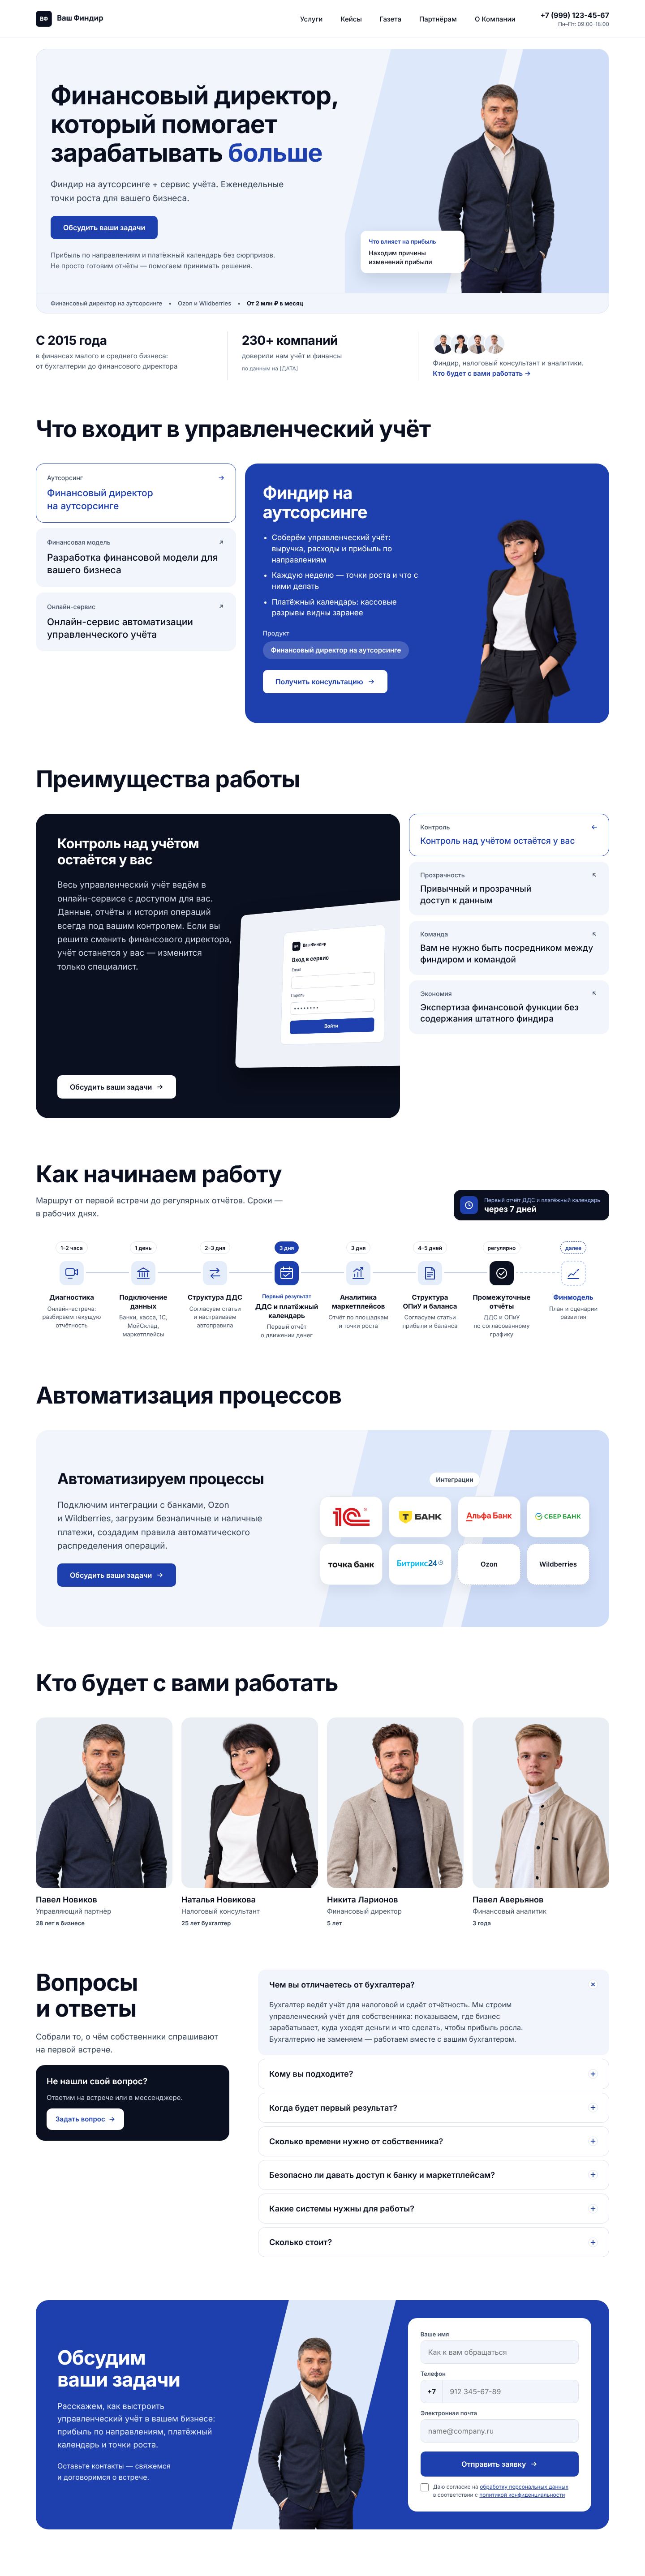 ВФ Ваш Финдир
Услуги Кейсы Газета Партнёрам О Компании
+7 (999) 123-45-67
Пн–Пт: 09:00–18:00
Финансовый директор,
который помогает
зарабатывать больше
Финдир на аутсорсинге + сервис учёта. Еженедельные
точки роста для вашего бизнеса.
Обсудить ваши задачи
Прибыль по направлениям и платёжный календарь без сюрпризов.
Не просто готовим отчёты — помогаем принимать решения.
Что влияет на прибыль
Находим причины
изменений прибыли
Финансовый директор на аутсорсинге • Ozon и Wildberries • От 2 млн ₽ в месяц
С 2015 года
в финансах малого и среднего бизнеса:
от бухгалтерии до финансового директора
230+ компаний
доверили нам учёт и финансы
по данным на [ДАТА]
Финдир, налоговый консультант и аналитики.
Кто будет с вами работать →
Что входит в управленческий учёт
Аутсорсинг →
Финансовый директор
на аутсорсинге
Финансовая модель ↗
Разработка финансовой модели для
вашего бизнеса
Онлайн-сервис ↗
Онлайн-сервис автоматизации
управленческого учёта
Финдир на
аутсорсинге
• Соберём управленческий учёт:
выручка, расходы и прибыль по
направлениям
• Каждую неделю — точки роста и что с
ними делать
• Платёжный календарь: кассовые
разрывы видны заранее
Продукт
Финансовый директор на аутсорсинге
Получить консультацию →
Преимущества работы
Контроль над учётом
остаётся у вас
Весь управленческий учёт ведём в
онлайн-сервисе с доступом для вас.
Данные, отчёты и история операций
всегда под вашим контролем. Если вы
решите сменить финансового директора,
учёт останется у вас — изменится
только специалист.
ВФ Ваш Финдир
Вход в сервис
Email
Пароль
••••••••
Войти
Обсудить ваши задачи →
Контроль ←
Контроль над учётом остаётся у вас
Прозрачность ↖
Привычный и прозрачный
доступ к данным
Команда ↖
Вам не нужно быть посредником между
финдиром и командой
Экономия ↖
Экспертиза финансовой функции без
содержания штатного финдира
Как начинаем работу
Маршрут от первой встречи до регулярных отчётов. Сроки —
в рабочих днях.
Первый отчёт ДДС и платёжный календарь
через 7 дней
1–2 часа
Диагностика
Онлайн-встреча:
разбираем текущую
отчётность
1 день
Подключение
данных
Банки, касса, 1С,
МойСклад,
маркетплейсы
2–3 дня
Структура ДДС
Согласуем статьи
и настраиваем
автоправила
3 дня
Первый результат
ДДС и платёжный
календарь
Первый отчёт
о движении денег
3 дня
Аналитика
маркетплейсов
Отчёт по площадкам
и точки роста
4–5 дней
Структура
ОПиУ и баланса
Согласуем статьи
прибыли и баланса
регулярно
Промежуточные
отчёты
ДДС и ОПиУ
по согласованному
графику
далее
Финмодель
План и сценарии
развития
Автоматизация процессов
Автоматизируем процессы
Подключим интеграции с банками, Ozon
и Wildberries, загрузим безналичные и наличные
платежи, создадим правила автоматического
распределения операций.
Обсудить ваши задачи →
Интеграции
1С® Т БАНК Альфа Банк СБЕР БАНК
точка банк Битрикс24 Ozon Wildberries
Кто будет с вами работать
Павел Новиков
Управляющий партнёр
28 лет в бизнесе
Наталья Новикова
Налоговый консультант
25 лет бухгалтер
Никита Ларионов
Финансовый директор
5 лет
Павел Аверьянов
Финансовый аналитик
3 года
Вопросы
и ответы
Собрали то, о чём собственники спрашивают
на первой встрече.
Не нашли свой вопрос?
Ответим на встрече или в мессенджере.
Задать вопрос →
Чем вы отличаетесь от бухгалтера? ×
Бухгалтер ведёт учёт для налоговой и сдаёт отчётность. Мы строим
управленческий учёт для собственника: показываем, где бизнес
зарабатывает, куда уходят деньги и что сделать, чтобы прибыль росла.
Бухгалтерию не заменяем — работаем вместе с вашим бухгалтером.
Кому вы подходите? +
Когда будет первый результат? +
Сколько времени нужно от собственника? +
Безопасно ли давать доступ к банку и маркетплейсам? +
Какие системы нужны для работы? +
Сколько стоит? +
Обсудим
ваши задачи
Расскажем, как выстроить
управленческий учёт в вашем бизнесе:
прибыль по направлениям, платёжный
календарь и точки роста.
Оставьте контакты — свяжемся
и договоримся о встрече.
Ваше имя
Как к вам обращаться
Телефон
+7 912 345-67-89
Электронная почта
name@company.ru
Отправить заявку →
Даю согласие на обработку персональных данных
в соответствии с политикой конфиденциальности